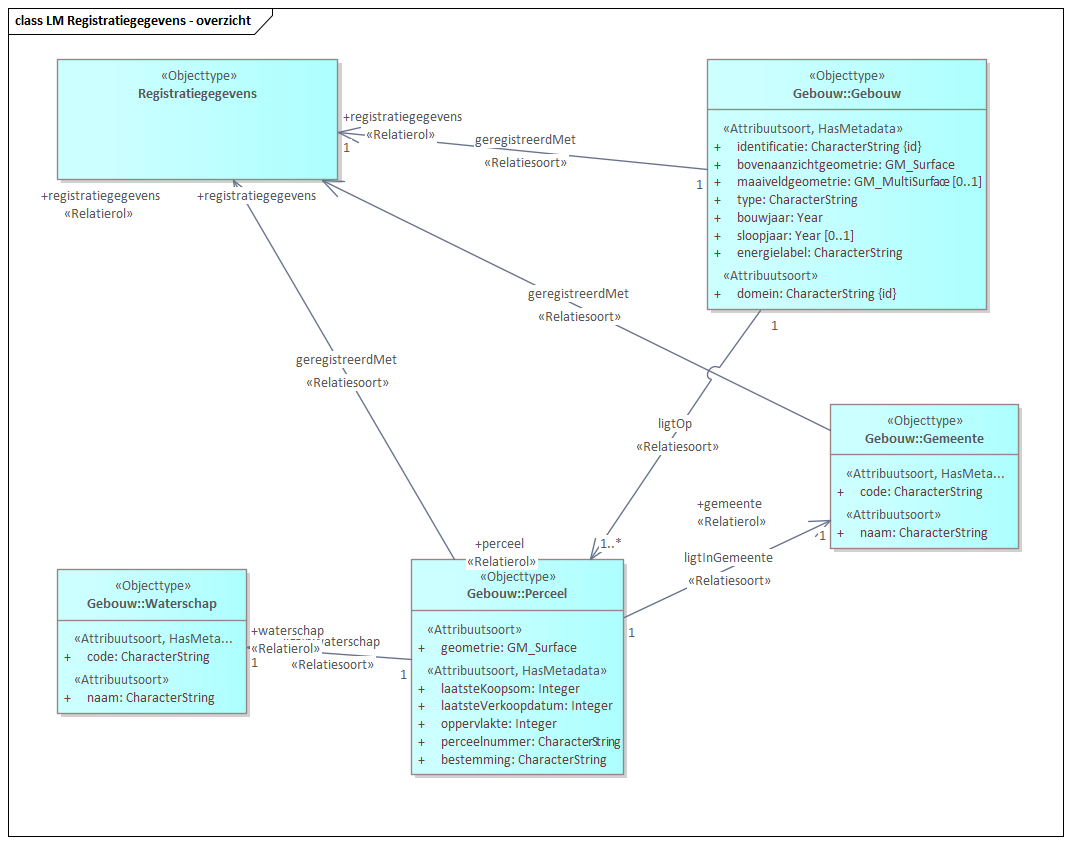 class LM Registratiegegevens - overzicht
«Objecttype»
Registratiegegevens
«Objecttype»
Gebouw::Gebouw
«Attribuutsoort, HasMetadata»
+ identificatie: CharacterString {id}
+ bovenaanzichtgeometrie: GM_Surface
+ maaiveldgeometrie: GM_MultiSurface [0..1]
+ type: CharacterString
+ bouwjaar: Year
+ sloopjaar: Year [0..1]
+ energielabel: CharacterString
«Attribuutsoort»
+ domein: CharacterString {id}
+registratiegegevens
«Relatierol»
1
geregistreerdMet
«Relatiesoort»
1
+registratiegegevens
«Relatierol»
+registratiegegevens
geregistreerdMet
«Relatiesoort»
1
geregistreerdMet
«Relatiesoort»
ligtOp
«Relatiesoort»
«Objecttype»
Gebouw::Gemeente
«Attribuutsoort, HasMeta...
+ code: CharacterString
«Attribuutsoort»
+ naam: CharacterString
+gemeente
«Relatierol»
1
ligtInGemeente
«Relatiesoort»
1
+perceel
«Relatierol»
1..*
«Objecttype»
Gebouw::Perceel
«Attribuutsoort»
+ geometrie: GM_Surface
«Attribuutsoort, HasMetadata»
+ laatsteKoopsom: Integer
+ laatsteVerkoopdatum: Integer
+ oppervlakte: Integer
+ perceelnummer: CharacterString
+ bestemming: CharacterString
«Objecttype»
Gebouw::Waterschap
«Attribuutsoort, HasMeta...
+ code: CharacterString
«Attribuutsoort»
+ naam: CharacterString
+waterschap
«Relatierol»
1
«Relatiesoort»
1